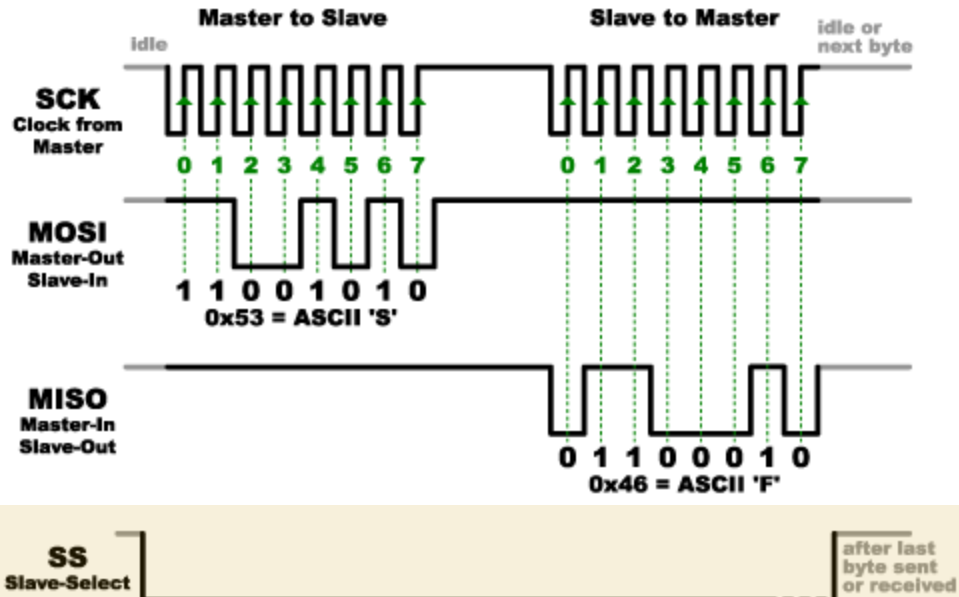 Master to Slave
Slave to Master
idle
idle or
next byte
SCK
Clock from
Master
0 1 2 3 4 5 6 7
0 1 2 3 4 5 6 7
MOSI
Master-Out
Slave-In
1 1 0 0 1 0 1 0
0x53 = ASCII 'S'
MISO
Master-In
Slave-Out
0 1 1 0 0 0 1 0
0x46 = ASCII 'F'
SS
Slave-Select
after last
byte sent
or received